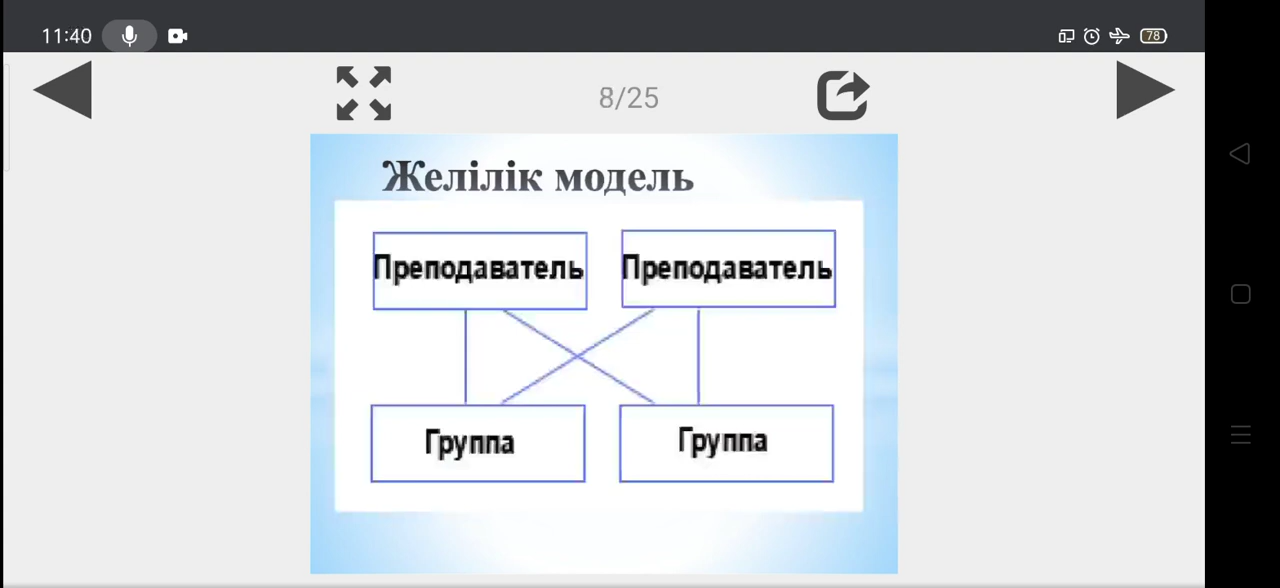 11:40
78
8/25
Желілік модель
Преподаватель Преподаватель
Группа Группа